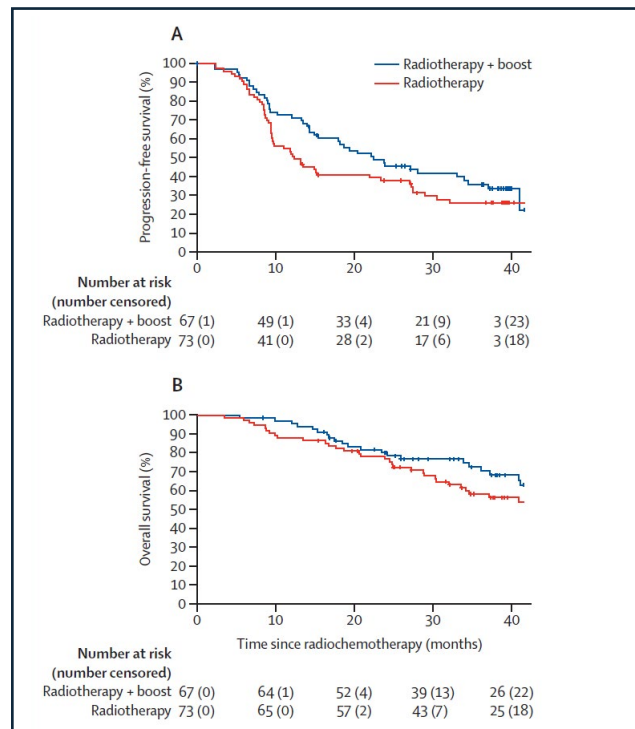 A
Progression-free survival (%)
100
90
80
70
60
50
40
30
20
10
0
Radiotherapy + boost
Radiotherapy
0 10 20 30 40
Number at risk
(number censored)
Radiotherapy + boost 67 (1) 49 (1) 33 (4) 21 (9) 3 (23)
Radiotherapy 73 (0) 41 (0) 28 (2) 17 (6) 3 (18)
B
Overall survival (%)
100
90
80
70
60
50
40
30
20
10
0
0 10 20 30 40
Time since radiochemotherapy (months)
Number at risk
(number censored)
Radiotherapy + boost 67 (0) 64 (1) 52 (4) 39 (13) 26 (22)
Radiotherapy 73 (0) 65 (0) 57 (2) 43 (7) 25 (18)